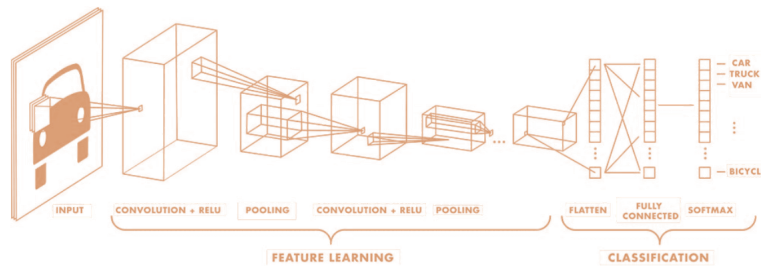 CAR
TRUCK
VAN
BICYCL
INPUT
CONVOLUTION + RELU
POOLING
CONVOLUTION + RELU
POOLING
FLATTEN
FULLY
CONNECTED
SOFTMAX
FEATURE LEARNING
CLASSIFICATION